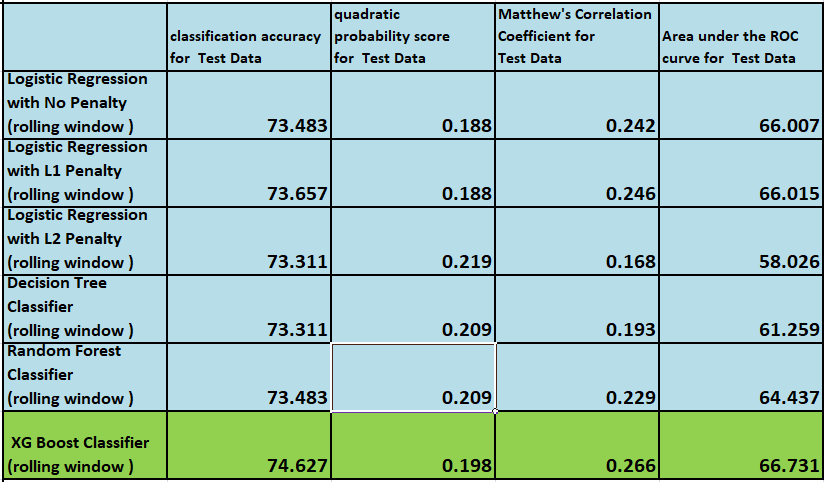 classification accuracy
for  Test Data
quadratic
probability score
for  Test Data
Matthew's Correlation
Coefficient for
Test Data
Area under the ROC
curve for  Test Data
Logistic Regression
with No Penalty
(rolling window )
73.483
0.188
0.242
66.007
Logistic Regression
with L1 Penalty
(rolling window )
73.657
0.188
0.246
66.015
Logistic Regression
with L2 Penalty
(rolling window )
73.311
0.219
0.168
58.026
Decision Tree
Classifier
(rolling window )
73.311
0.209
0.193
61.259
Random Forest
Classifier
(rolling window )
73.483
0.209
0.229
64.437
XG Boost Classifier
(rolling window )
74.627
0.198
0.266
66.731